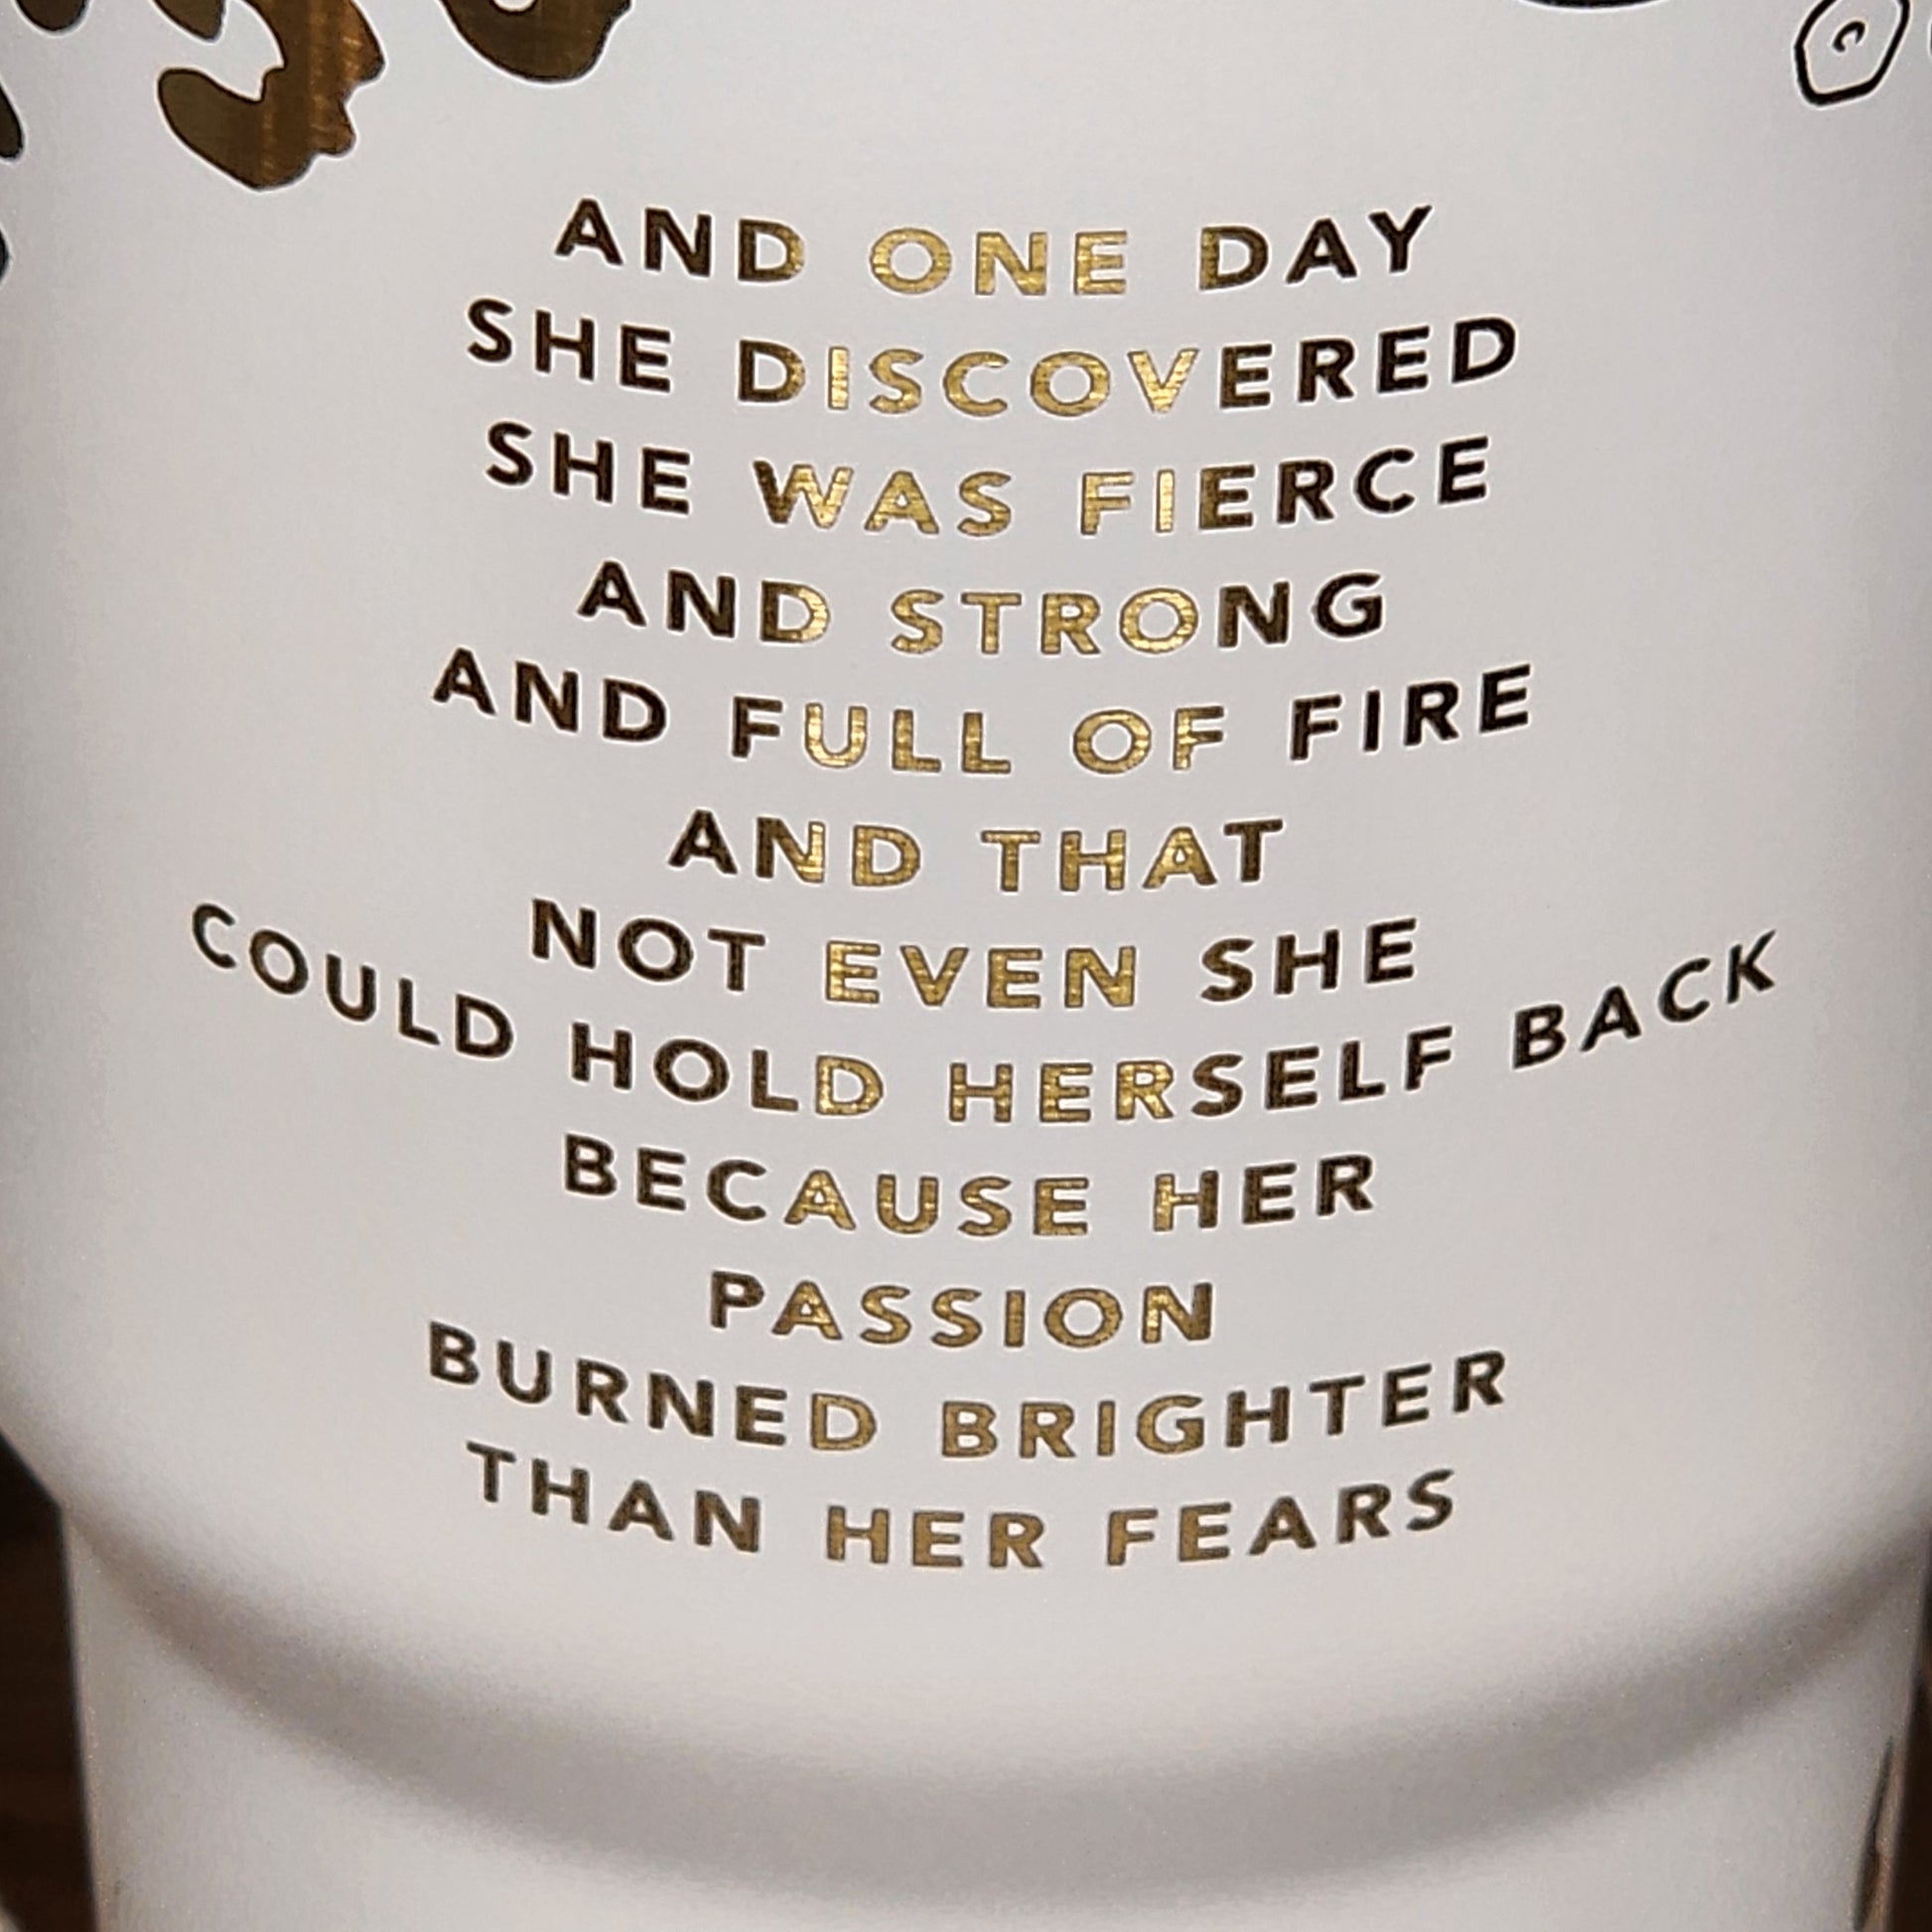 AND ONE DAY
SHE DISCOVERED
SHE WAS FIERCE
AND STRONG
AND FULL OF FIRE
AND THAT
NOT EVEN SHE
COULD HOLD HERSELF BACK
BECAUSE HER
PASSION
BURNED BRIGHTER
THAN HER FEARS